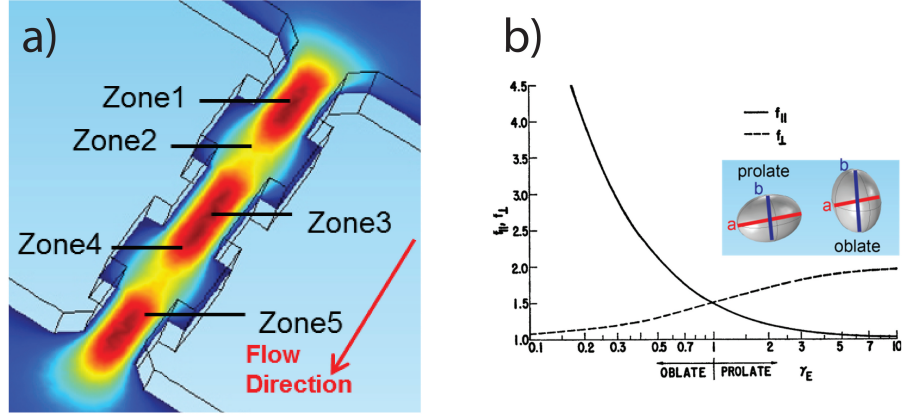 a)
Zone1
Zone2
Zone3
Zone4
Zone5
Flow
Direction
b)
4.5
4.0
3.5
3.0
2.5
2.0
1.5
1.0
f∥, f⊥
f∥
f⊥
prolate
b
a
b
a
oblate
0.1 0.2 0.3 0.5 0.7 1 2 3 5 7 10
OBLATE PROLATE γE